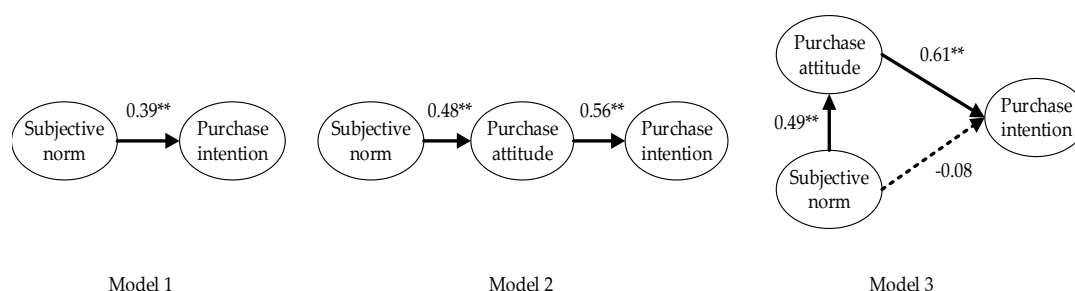 0.39**
Subjective
norm
Purchase
intention
Model 1
0.48**
0.56**
Subjective
norm
Purchase
attitude
Purchase
intention
Model 2
Purchase
attitude
0.61**
Purchase
intention
0.49**
-0.08
Subjective
norm
Model 3